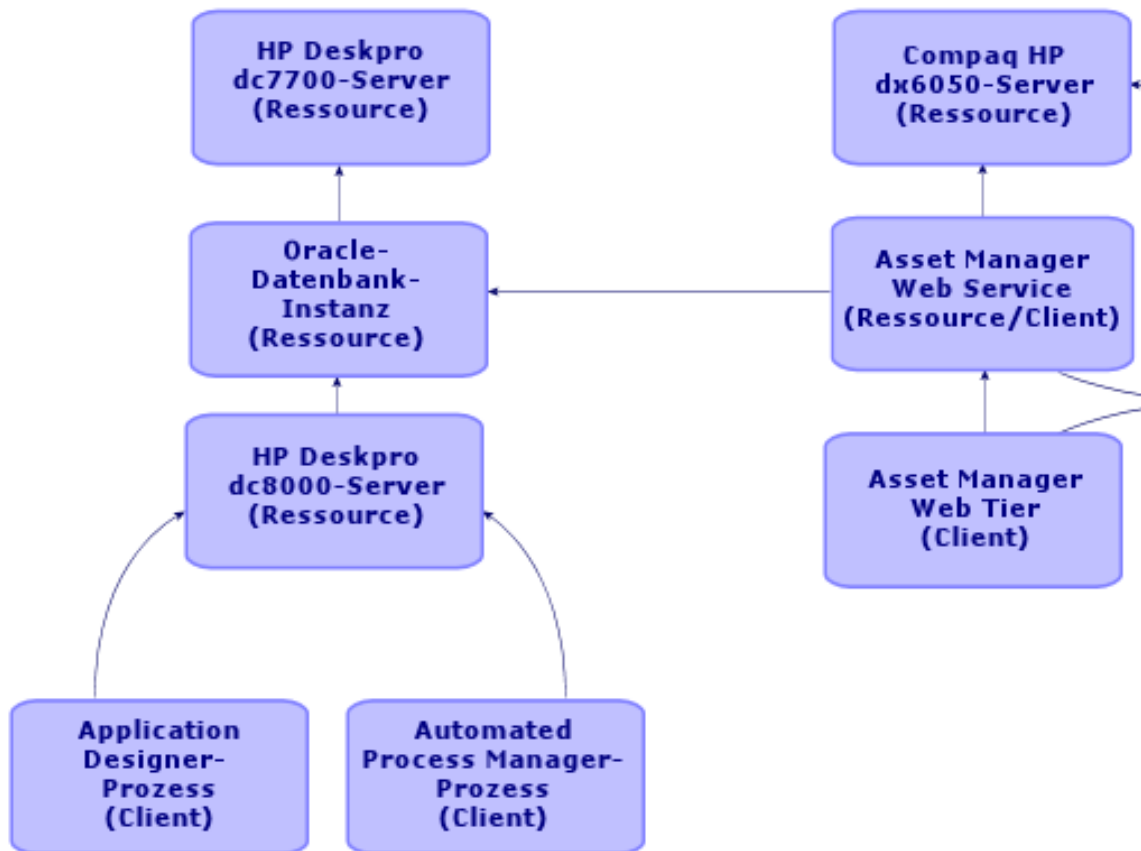 HP Deskpro
dc7700-Server
(Ressource)
Compaq HP
dx6050-Server
(Ressource)
Oracle-
Datenbank-
Instanz
(Ressource)
Asset Manager
Web Service
(Ressource/Client)
HP Deskpro
dc8000-Server
(Ressource)
Asset Manager
Web Tier
(Client)
Application
Designer-
Prozess
(Client)
Automated
Process Manager-
Prozess
(Client)